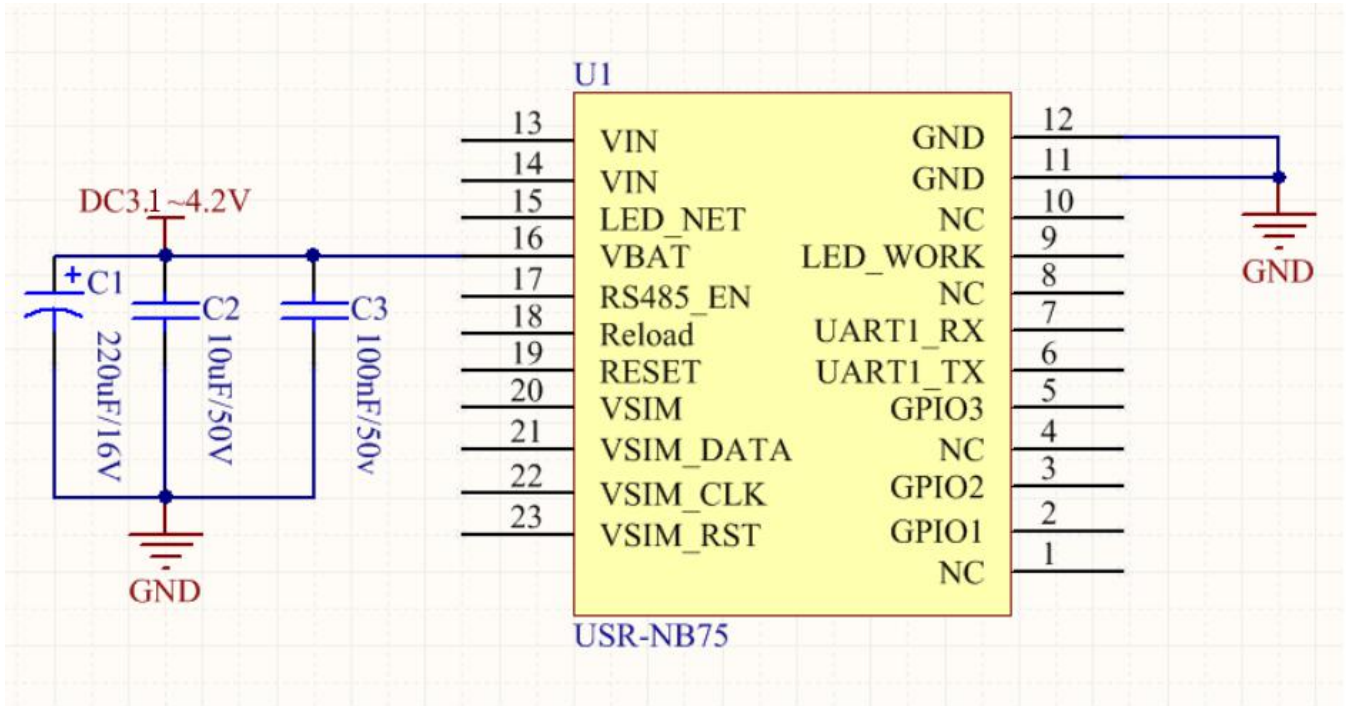 U1
13 VIN
14 VIN
15 LED_NET
16 VBAT
17 RS485_EN
18 Reload
19 RESET
20 VSIM
21 VSIM_DATA
22 VSIM_CLK
23 VSIM_RST
GND 12
GND 11
NC 10
LED_WORK 9
NC 8
UART1_RX 7
UART1_TX 6
GPIO3 5
NC 4
GPIO2 3
GPIO1 2
NC 1
USR-NB75
DC3.1~4.2V
+
C1
220uF/16V
C2
10uF/50V
C3
100nF/50v
GND
GND